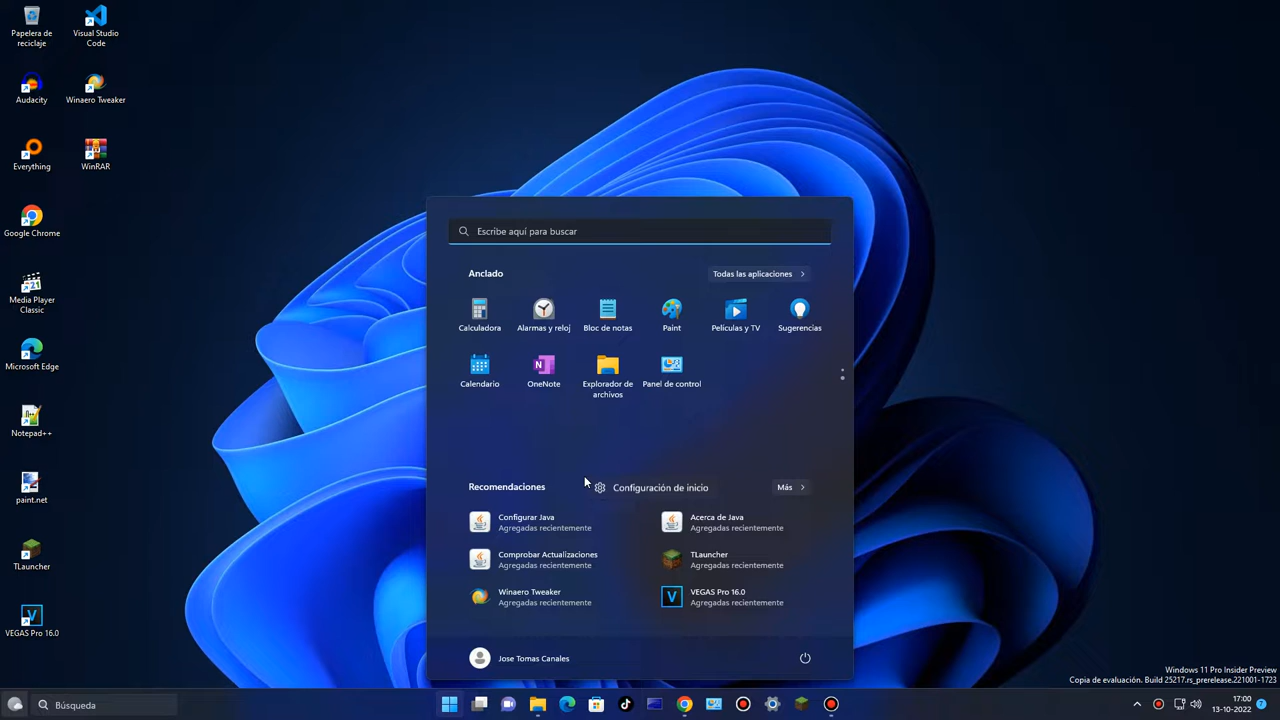 Papelera de
reciclaje
Visual Studio
Code
Audacity
Winaero Tweaker
Everything
WinRAR
Google Chrome
Media Player
Classic
Microsoft Edge
Notepad++
paint.net
TLauncher
VEGAS Pro 16.0
Escribe aquí para buscar
Anclado
Todas las aplicaciones
Calculadora
Alarmas y reloj
Bloc de notas
Paint
Películas y TV
Sugerencias
Calendario
OneNote
Explorador de
archivos
Panel de control
Recomendaciones
Configuración de inicio
Más
Configurar Java
Agregadas recientemente
Acerca de Java
Agregadas recientemente
Comprobar Actualizaciones
Agregadas recientemente
TLauncher
Agregadas recientemente
Winaero Tweaker
Agregadas recientemente
VEGAS Pro 16.0
Agregadas recientemente
Jose Tomas Canales
Windows 11 Pro Insider Preview
Copia de evaluación. Build 25217.rs_prerelease.221001-1723
Búsqueda
17:00
13-10-2022